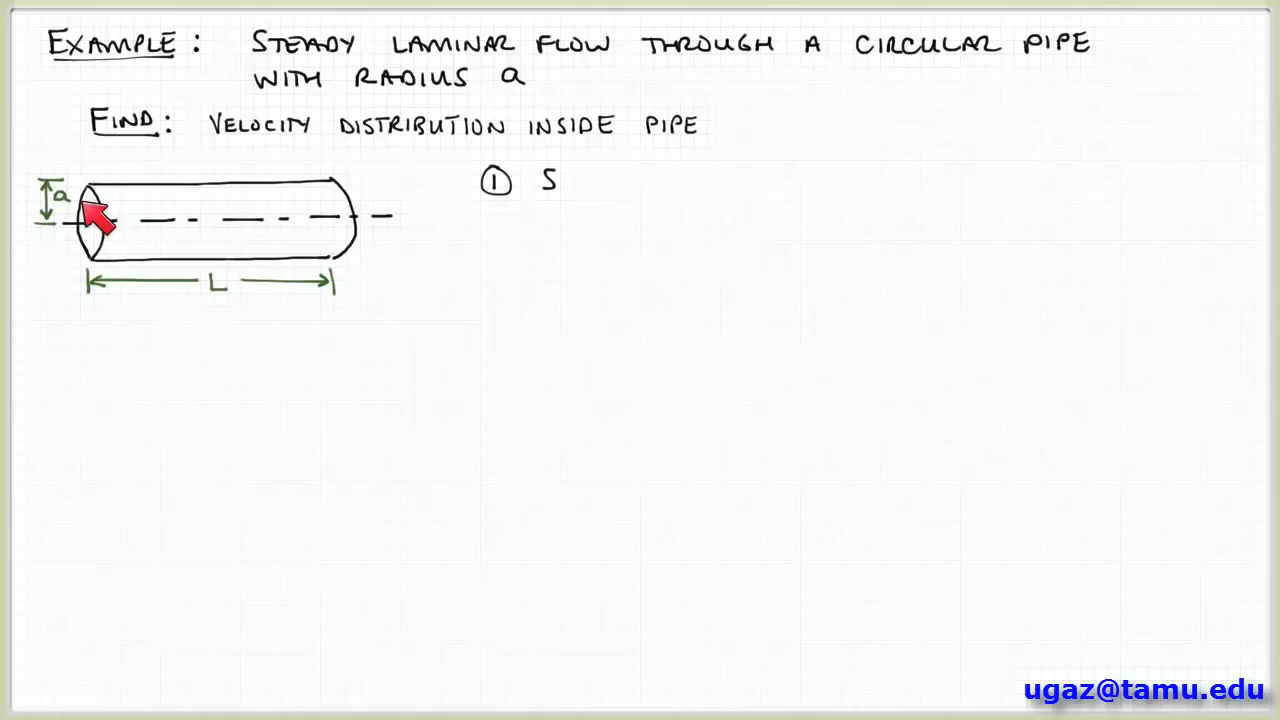 EXAMPLE: STEADY LAMINAR FLOW THROUGH A CIRCULAR PIPE
WITH RADIUS a
FIND: VELOCITY DISTRIBUTION INSIDE PIPE
① S
a
L
ugaz@tamu.edu